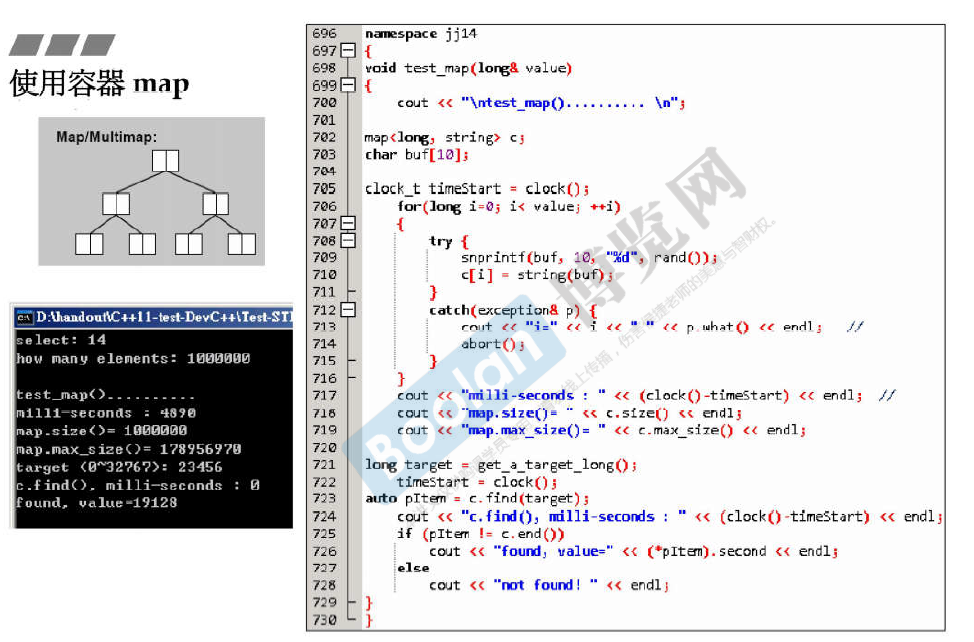 使用容器 map
Map/Multimap:
D:\handout\C++11-test-DevC++\Test-STL
select: 14
how many elements: 1000000
test_map()..........
milli-seconds : 4890
map.size()= 1000000
map.max_size()= 178956970
target (0~32767): 23456
c.find(), milli-seconds : 0
found, value=19128
696 namespace jj14
697 {
698 void test_map(long& value)
699 {
700 cout << "\ntest_map().......... \n";
701
702 map<long, string> c;
703 char buf[10];
704
705 clock_t timeStart = clock();
706 for(long i=0; i< value; ++i)
707 {
708 try {
709 snprintf(buf, 10, "%d", rand());
710 c[i] = string(buf);
711 }
712 catch(exception& p) {
713 cout << "i=" << i << " " << p.what() << endl; //
714 abort();
715 }
716 }
717 cout << "milli-seconds : " << (clock()-timeStart) << endl; //
718 cout << "map.size()= " << c.size() << endl;
719 cout << "map.max_size()= " << c.max_size() << endl;
720
721 long target = get_a_target_long();
722 timeStart = clock();
723 auto pItem = c.find(target);
724 cout << "c.find(), milli-seconds : " << (clock()-timeStart) << endl;
725 if (pItem != c.end())
726 cout << "found, value=" << (*pItem).second << endl;
727 else
728 cout << "not found! " << endl;
729 }
730 }
Boolan
博览网